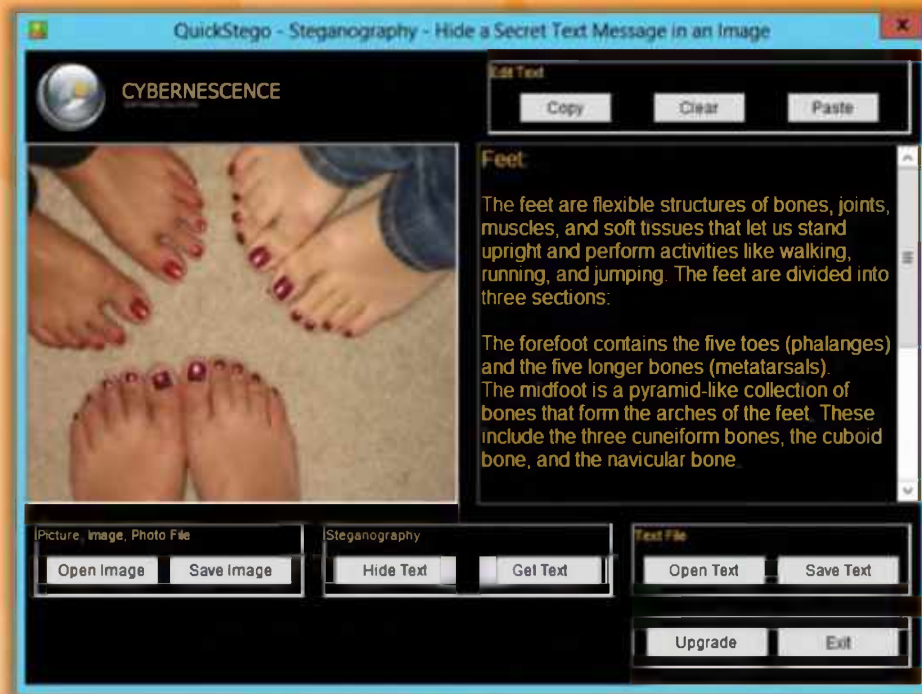 QuickStego - Steganography - Hide a Secret Text Message in an Image
x
CYBERNESCENCE
Edit Text
Copy
Clear
Paste
Feet
The feet are flexible structures of bones, joints,
muscles, and soft tissues that let us stand
upright and perform activities like walking,
running, and jumping. The feet are divided into
three sections:
The forefoot contains the five toes (phalanges)
and the five longer bones (metatarsals).
The midfoot is a pyramid-like collection of
bones that form the arches of the feet. These
include the three cuneiform bones, the cuboid
bone, and the navicular bone.
Picture, Image, Photo File
Open Image
Save Image
Steganography
Hide Text
Get Text
Text File
Open Text
Save Text
Upgrade
Exit